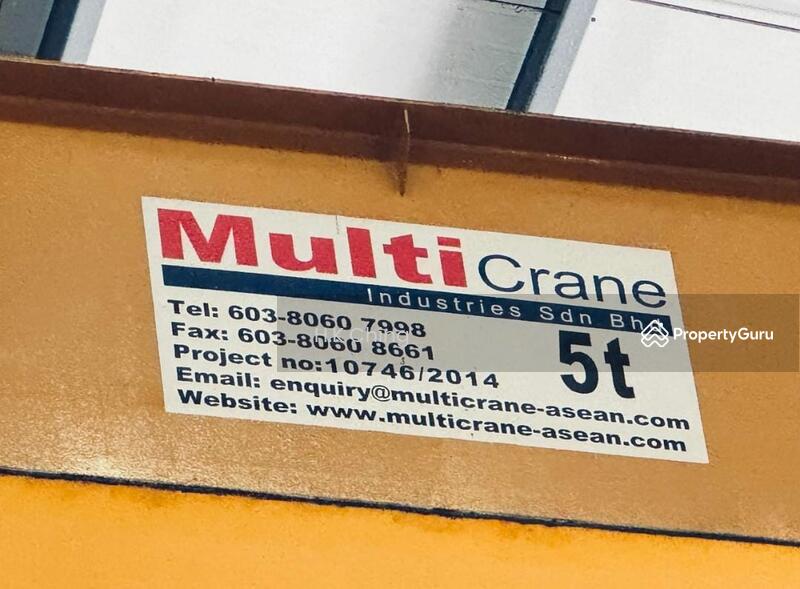 Multi Crane
Industries Sdn Bhd
Tel: 603-8060 7998
Fax: 603-8060 8661
5t
Project no:10746/2014
Email: enquiry@multicrane-asean.com
Website: www.multicrane-asean.com
PropertyGuru